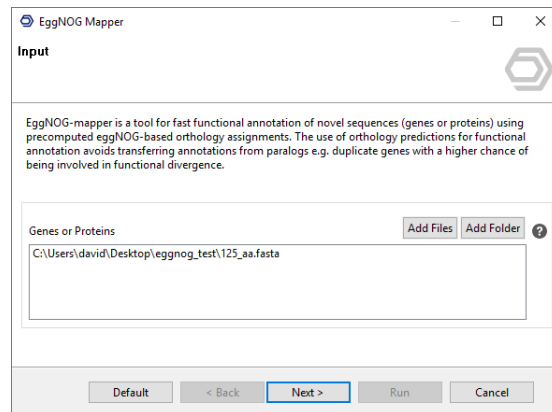 EggNOG Mapper
Input
EggNOG-mapper is a tool for fast functional annotation of novel sequences (genes or proteins) using
precomputed eggNOG-based orthology assignments. The use of orthology predictions for functional
annotation avoids transferring annotations from paralogs e.g. duplicate genes with a higher chance of
being involved in functional divergence.
Genes or Proteins Add Files Add Folder ?
C:\Users\david\Desktop\eggnog_test\125_aa.fasta
Default < Back Next > Run Cancel